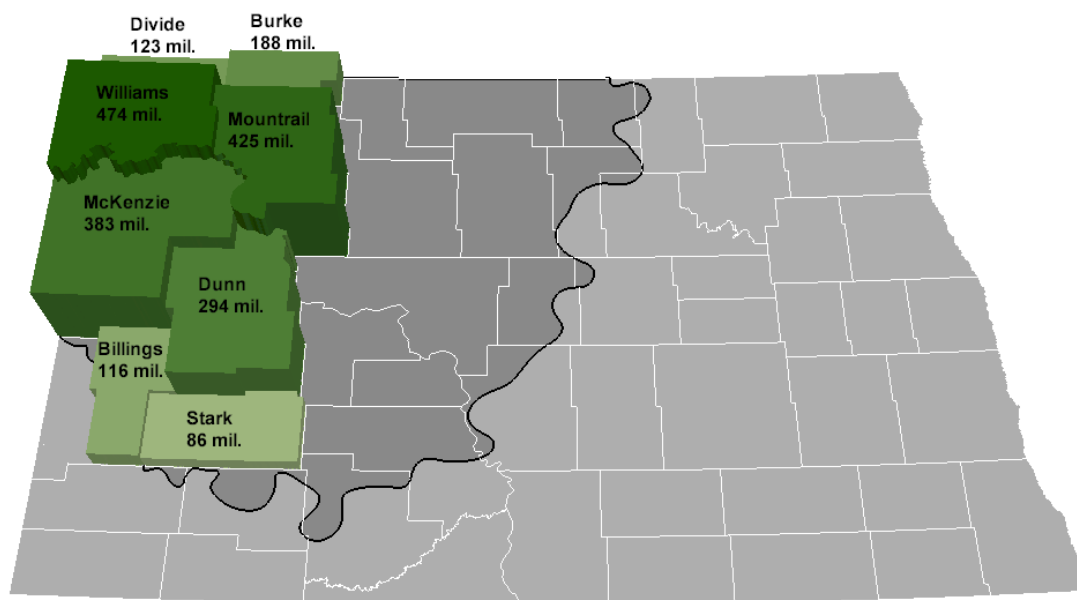 Divide
123 mil.
Burke
188 mil.
Williams
474 mil.
Mountrail
425 mil.
McKenzie
383 mil.
Dunn
294 mil.
Billings
116 mil.
Stark
86 mil.